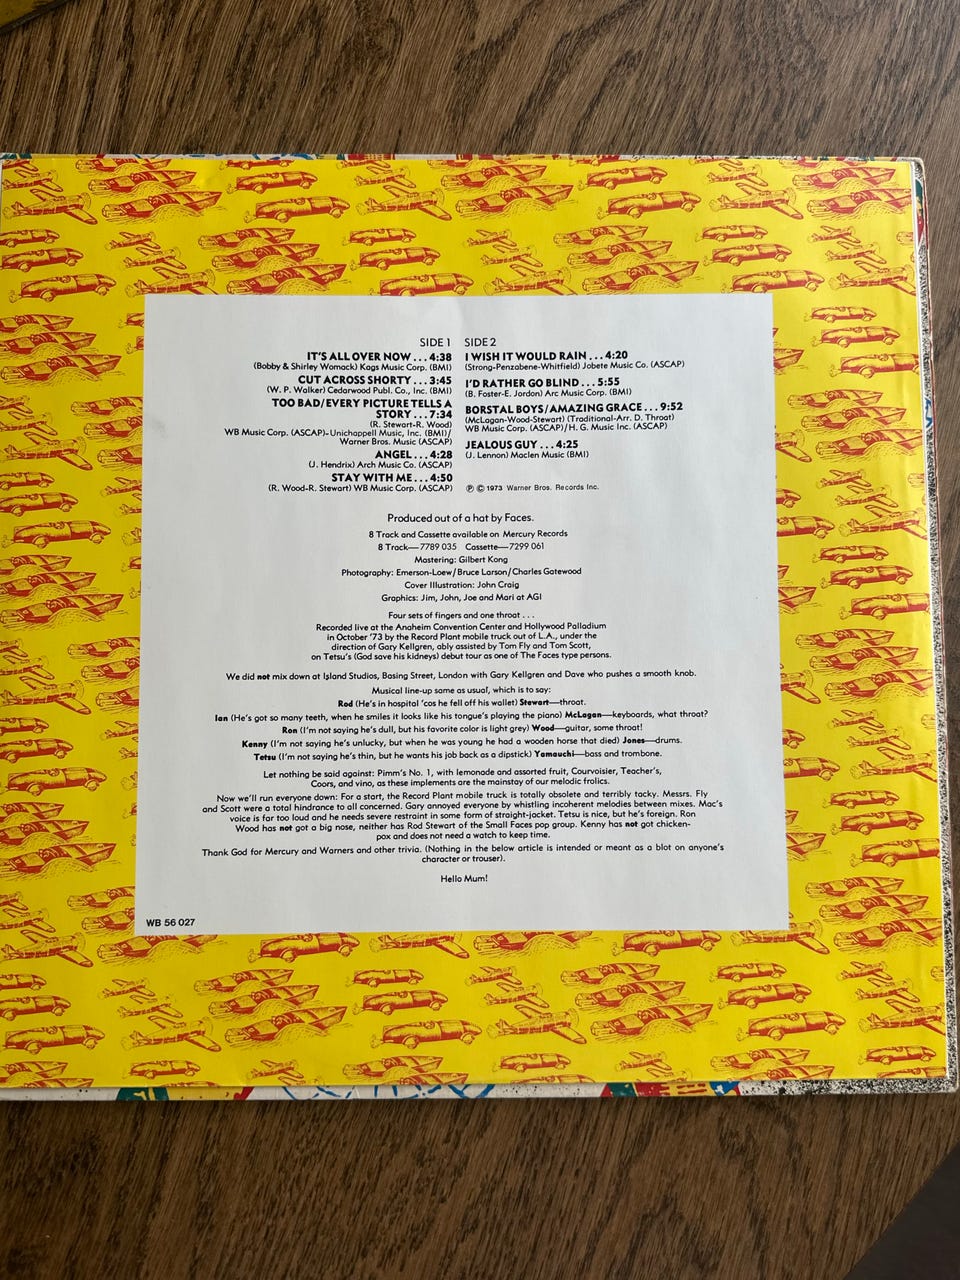 SIDE 1
IT'S ALL OVER NOW . . . 4:38
(Bobby & Shirley Womack) Kags Music Corp. (BMI)
CUT ACROSS SHORTY . . . 3:45
(W. P. Walker) Cedarwood Publ. Co., Inc. (BMI)
TOO BAD/EVERY PICTURE TELLS A
STORY . . . 7:34
(R. Stewart-R. Wood)
WB Music Corp. (ASCAP)–Unichappell Music, Inc. (BMI)/
Warner Bros. Music (ASCAP)
ANGEL . . . 4:28
(J. Hendrix) Arch Music Co. (ASCAP)
STAY WITH ME . . . 4:50
(R. Wood-R. Stewart) WB Music Corp. (ASCAP)
SIDE 2
I WISH IT WOULD RAIN . . . 4:20
(Strong-Penzabene-Whitfield) Jobete Music Co. (ASCAP)
I'D RATHER GO BLIND . . . 5:55
(B. Foster-E. Jordan) Arc Music Corp. (BMI)
BORSTAL BOYS/AMAZING GRACE . . . 9:52
(McLagan-Wood-Stewart) (Traditional-Arr. D. Throat)
WB Music Corp. (ASCAP)/H. G. Music Inc. (ASCAP)
JEALOUS GUY . . . 4:25
(J. Lennon) Maclen Music (BMI)
℗ © 1973 Warner Bros. Records Inc.
Produced out of a hat by Faces.
8 Track and Cassette available on Mercury Records
8 Track—7789 035 Cassette—7299 061
Mastering: Gilbert Kong
Photography: Emerson-Loew/Bruce Larson/Charles Gatewood
Cover Illustration: John Craig
Graphics: Jim, John, Joe and Mari at AGI
Four sets of fingers and one throat . . .
Recorded live at the Anaheim Convention Center and Hollywood Palladium
in October '73 by the Record Plant mobile truck out of L.A., under the
direction of Gary Kellgren, ably assisted by Tom Fly and Tom Scott,
on Tetsu's (God save his kidneys) debut tour as one of The Faces type persons.
We did not mix down at Island Studios, Basing Street, London with Gary Kellgren and Dave who pushes a smooth knob.
Musical line-up same as usual, which is to say:
Rod (He's in hospital 'cos he fell off his wallet) Stewart—throat.
Ian (He's got so many teeth, when he smiles it looks like his tongue's playing the piano) McLagan—keyboards, what throat?
Ron (I'm not saying he's dull, but his favorite color is light grey) Wood—guitar, some throat!
Kenny (I'm not saying he's unlucky, but when he was young he had a wooden horse that died) Jones—drums.
Tetsu (I'm not saying he's thin, but he wants his job back as a dipstick) Yamauchi—bass and trombone.
Let nothing be said against: Pimm's No. 1, with lemonade and assorted fruit, Courvoisier, Teacher's,
Coors, and vino, as these implements are the mainstay of our melodic frolics.
Now we'll run everyone down: For a start, the Record Plant mobile truck is totally obsolete and terribly tacky. Messrs. Fly
and Scott were a total hindrance to all concerned. Gary annoyed everyone by whistling incoherent melodies between mixes. Mac's
voice is far too loud and he needs severe restraint in some form of straight-jacket. Tetsu is nice, but he's foreign. Ron
Wood has not got a big nose, neither has Rod Stewart of the Small Faces pop group. Kenny has not got chicken-
pox and does not need a watch to keep time.
Thank God for Mercury and Warners and other trivia. (Nothing in the below article is intended or meant as a blot on anyone's
character or trouser).
Hello Mum!
WB 56 027